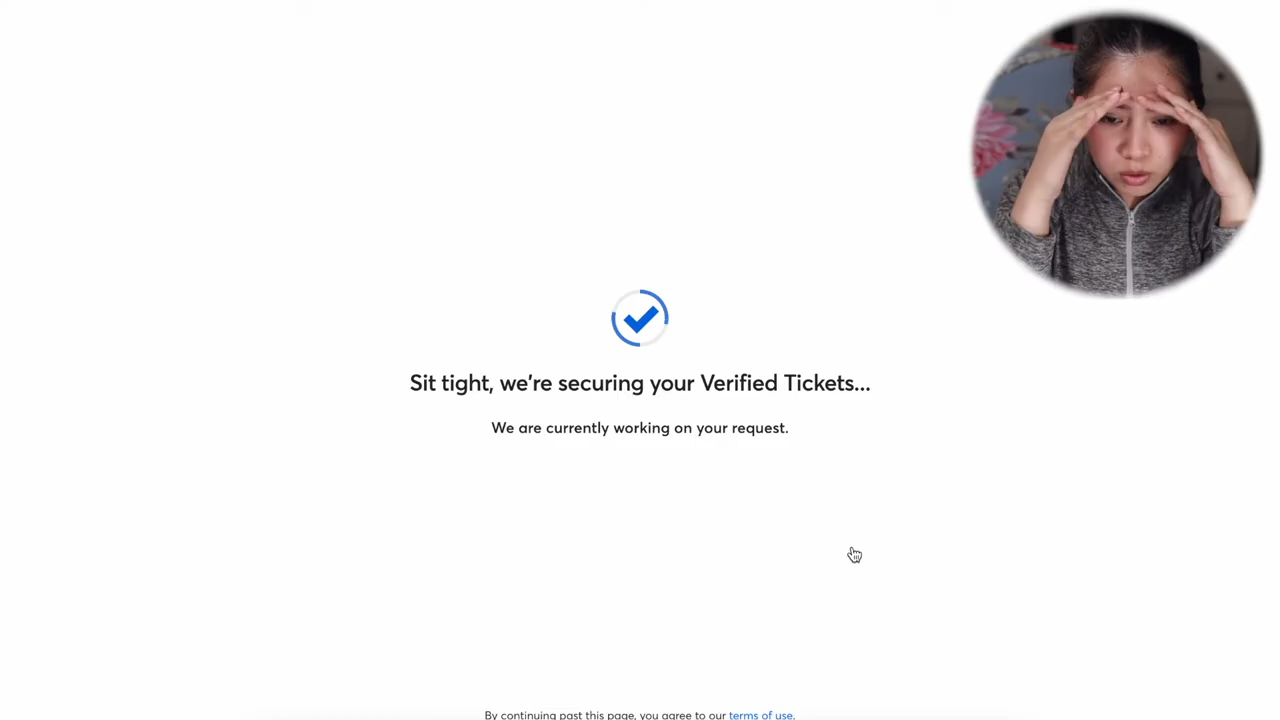 Sit tight, we're securing your Verified Tickets...
We are currently working on your request.
By continuing past this page, you agree to our terms of use.